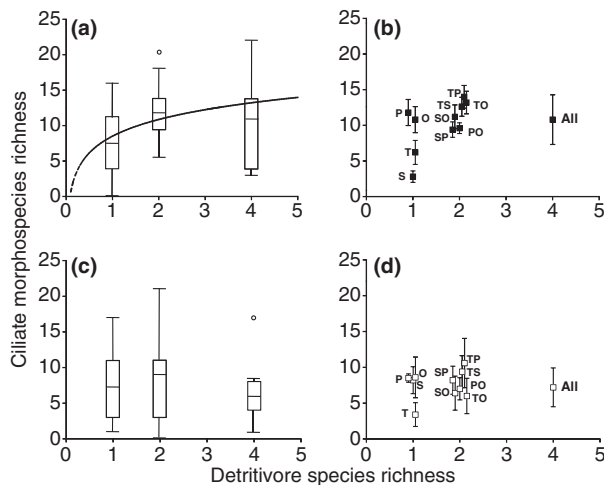 Ciliate morphospecies richness
(a)
25
20
15
10
5
0
0 1 2 3 4 5
(b)
25
20
15
10
5
0
0 1 2 3 4 5
P
O
T
S
TP
TS
TO
SO
SP
PO
All
(c)
25
20
15
10
5
0
0 1 2 3 4 5
(d)
25
20
15
10
5
0
0 1 2 3 4 5
P
O
S
T
TP
SP
TS
PO
SO
TO
All
Detritivore species richness